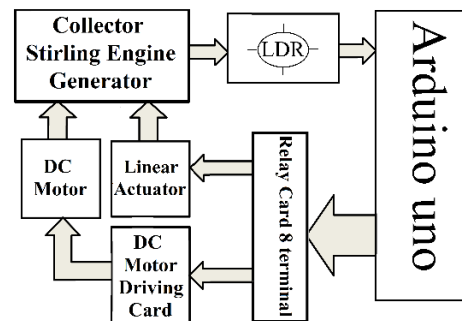 Collector
Stirling Engine
Generator
LDR
Arduino uno
DC
Motor
Linear
Actuator
Relay Card 8 terminal
DC
Motor
Driving
Card